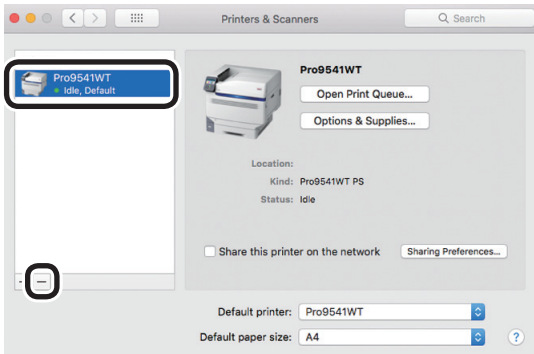 Printers & Scanners
Search
Pro9541WT
Idle, Default
Pro9541WT
Open Print Queue...
Options & Supplies...
Location:
Kind: Pro9541WT PS
Status: Idle
Share this printer on the network
Sharing Preferences...
Default printer: Pro9541WT
Default paper size: A4
?